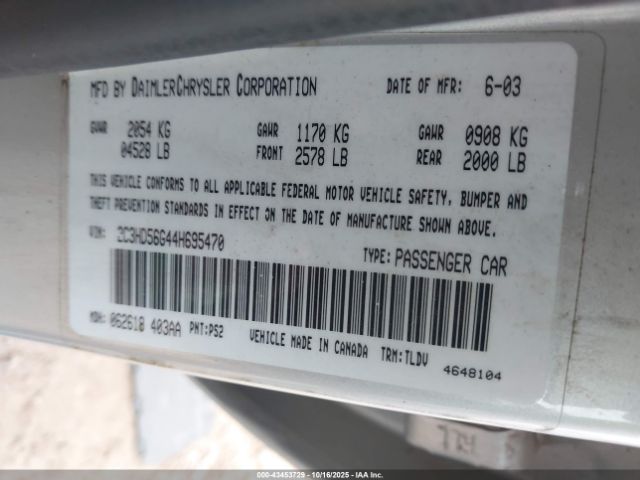 MFD BY DAIMLERCHRYSLER CORPORATION DATE OF MFR: 6-03
GVWR 2054 KG GAWR 1170 KG GAWR 0908 KG
04528 LB FRONT 2578 LB REAR 2000 LB
THIS VEHICLE CONFORMS TO ALL APPLICABLE FEDERAL MOTOR VEHICLE SAFETY, BUMPER AND
THEFT PREVENTION STANDARDS IN EFFECT ON THE DATE OF MANUFACTURE SHOWN ABOVE.
VIN: 2C3HD56G44H695470 TYPE: PASSENGER CAR
MDH: 062618 403AA PNT:PS2 VEHICLE MADE IN CANADA TRM:TLDV
4648104
© - 43453729 - 10/16/2025 - IAA Inc.